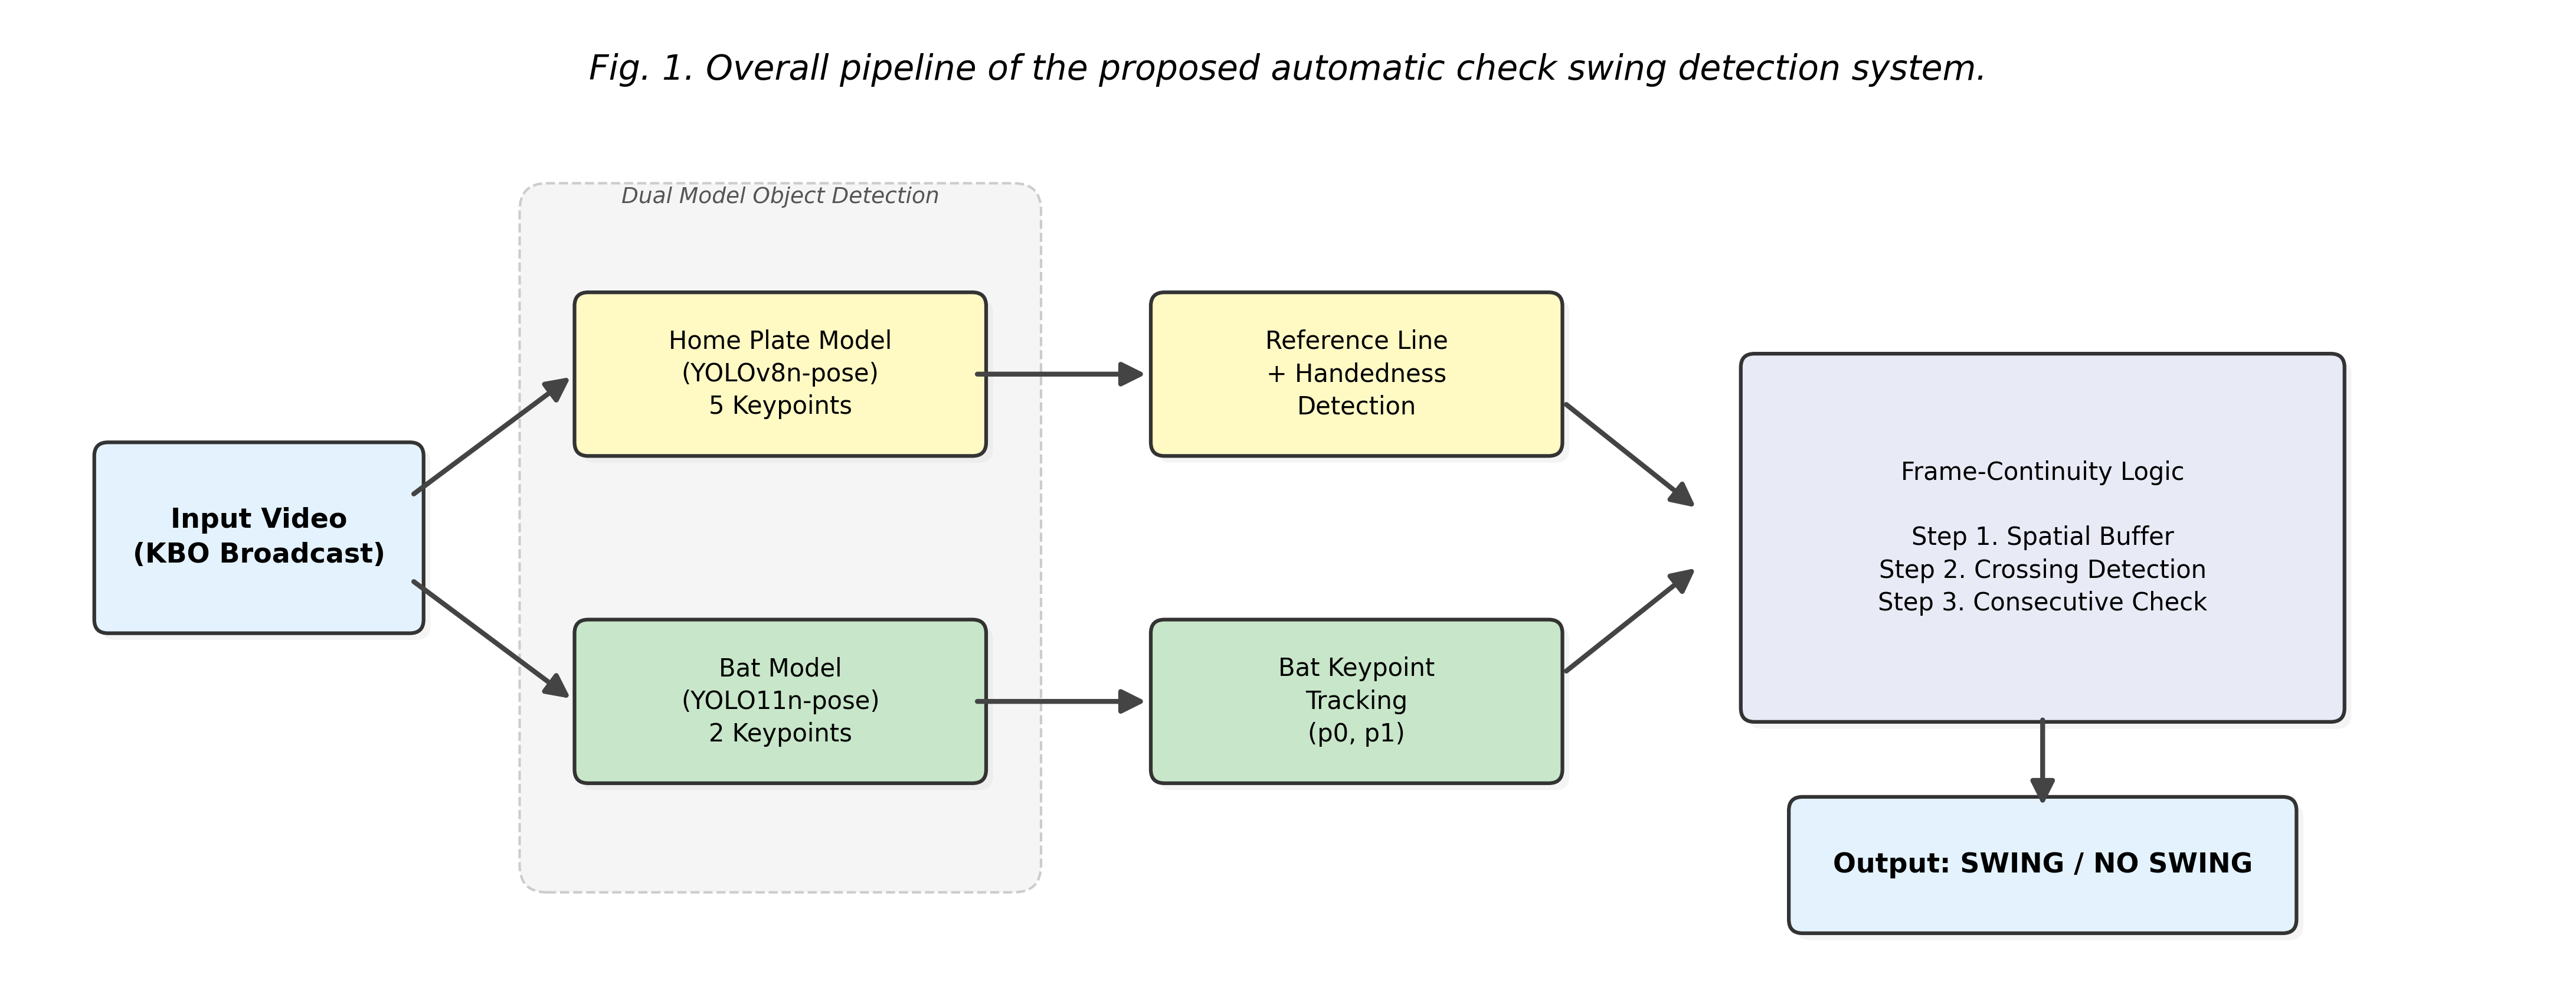 Fig. 1. Overall pipeline of the proposed automatic check swing detection system.
Dual Model Object Detection
Input Video
(KBO Broadcast)
Home Plate Model
(YOLOv8n-pose)
5 Keypoints
Reference Line
+ Handedness
Detection
Bat Model
(YOLO11n-pose)
2 Keypoints
Bat Keypoint
Tracking
(p0, p1)
Frame-Continuity Logic
Step 1. Spatial Buffer
Step 2. Crossing Detection
Step 3. Consecutive Check
Output: SWING / NO SWING